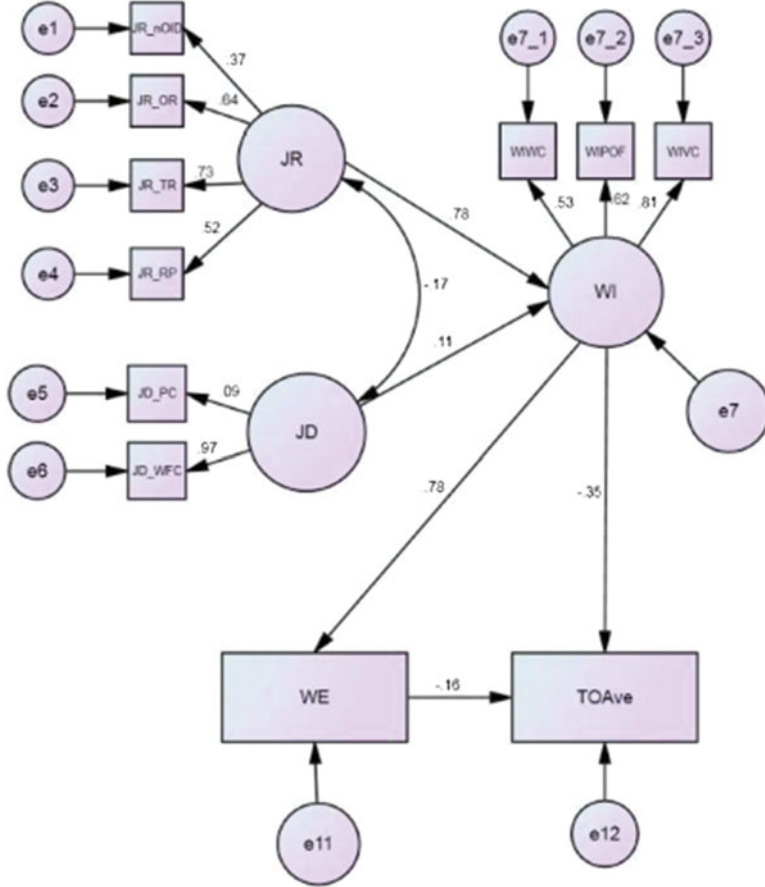 e1
JR_nOID
.37
e2
JR_OR
.64
e3
JR_TR
.73
e4
JR_RP
.52
JR
e7_1
e7_2
e7_3
WIWC
WIPOF
WIVC
.53
.62
.81
.78
WI
-.17
.11
e5
JD_PC
.09
e6
JD_WFC
.97
JD
e7
.78
-.35
WE
-.16
TOAve
e11
e12